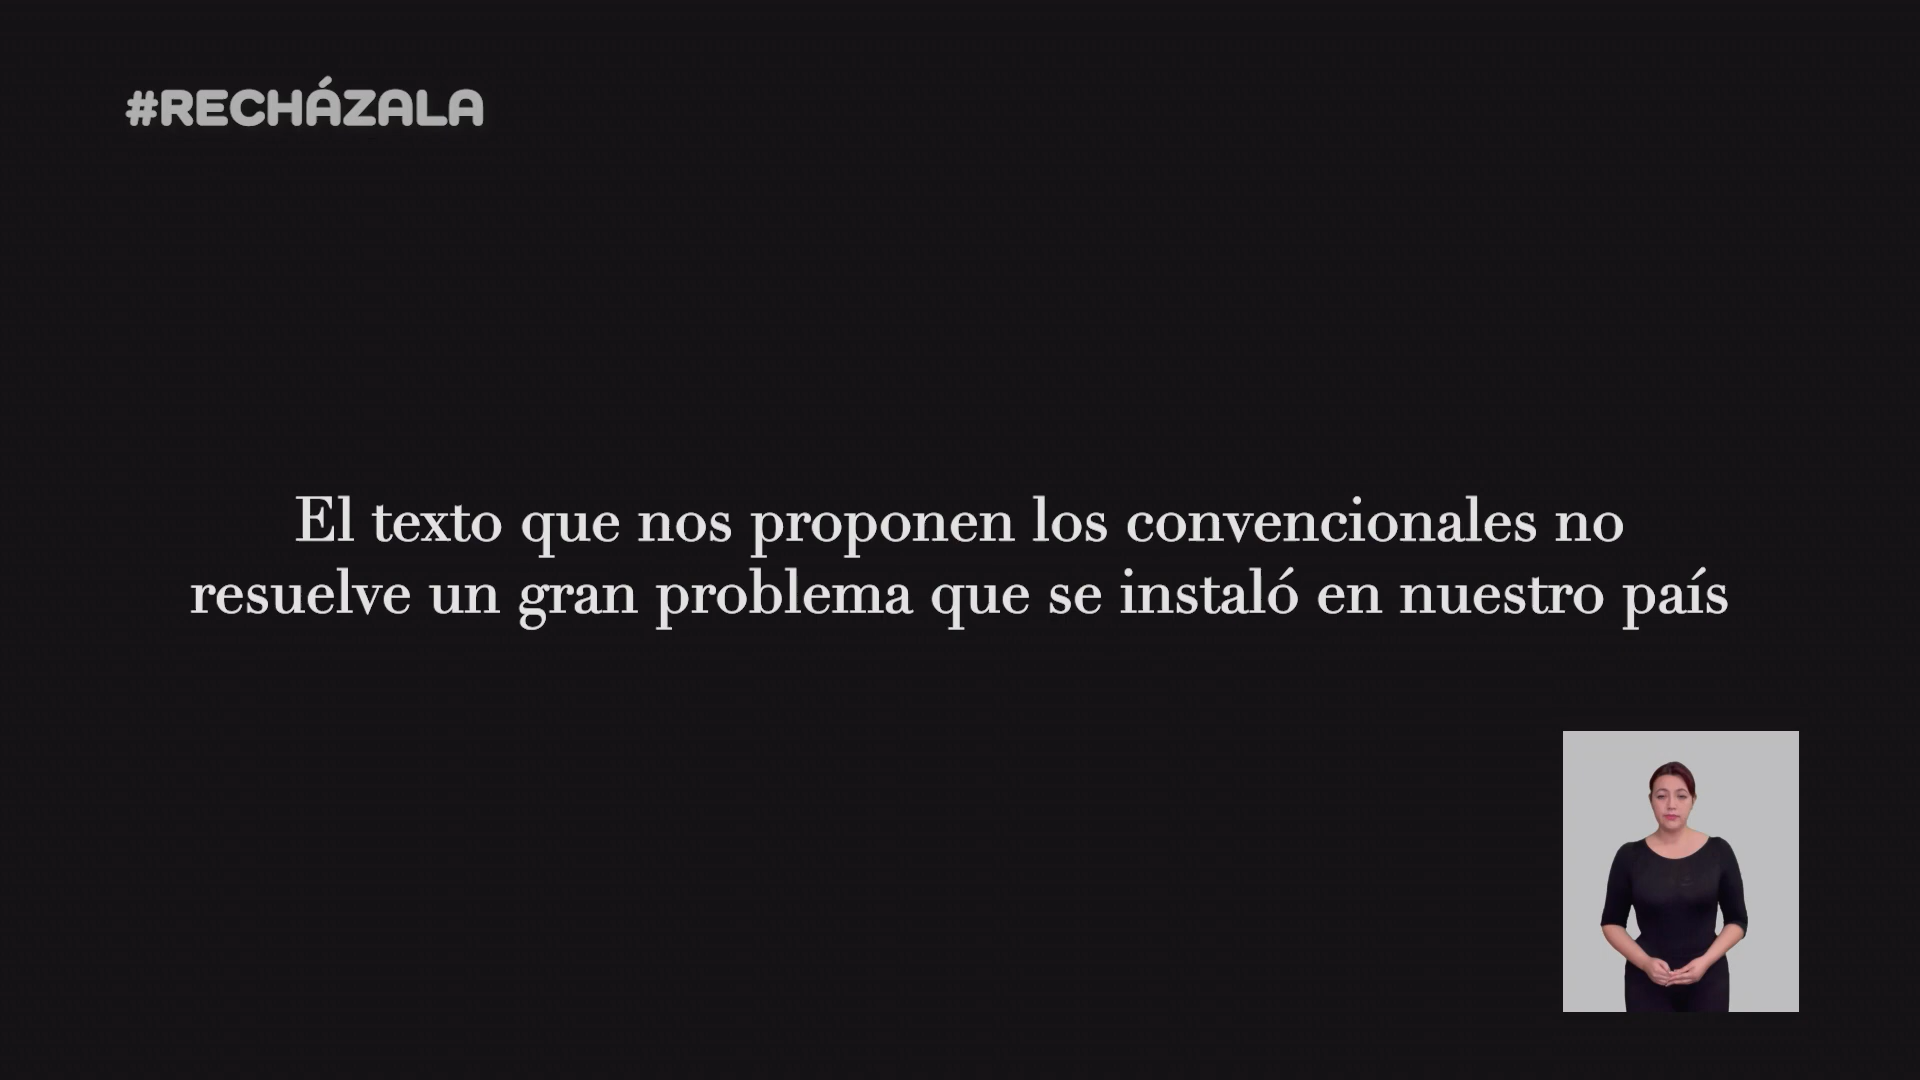 #RECHÁZALA
El texto que nos proponen los convencionales no
resuelve un gran problema que se instaló en nuestro país